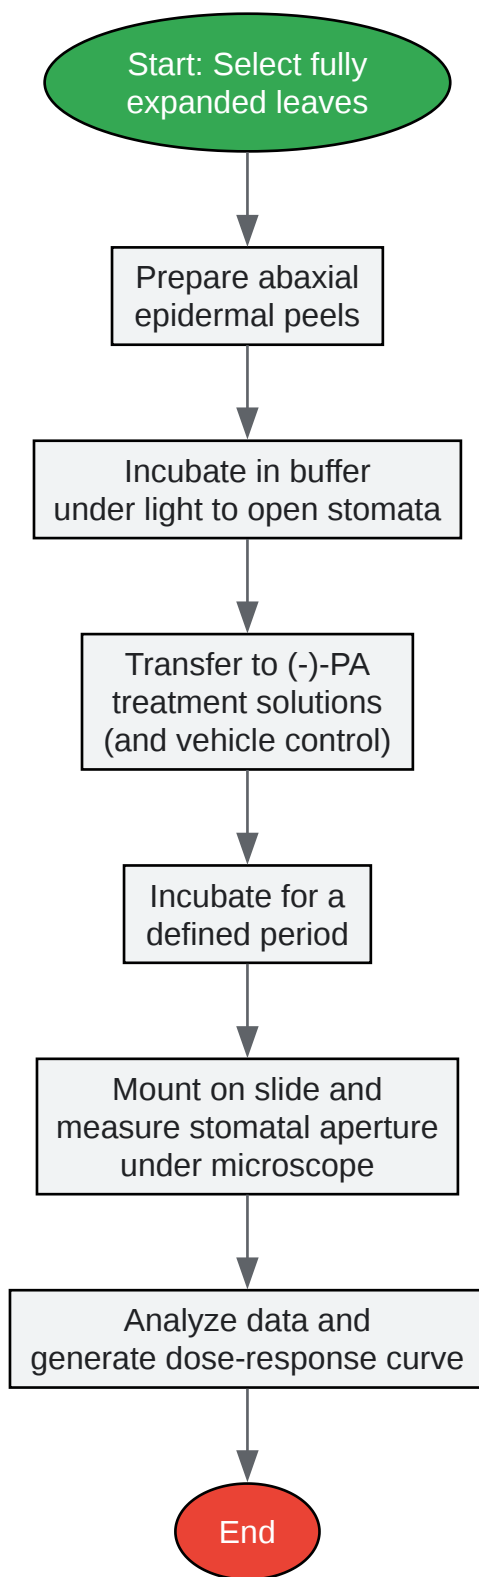 Start: Select fully
expanded leaves
Prepare abaxial
epidermal peels
Incubate in buffer
under light to open stomata
Transfer to (-)-PA
treatment solutions
(and vehicle control)
Incubate for a
defined period
Mount on slide and
measure stomatal aperture
under microscope
Analyze data and
generate dose-response curve
End